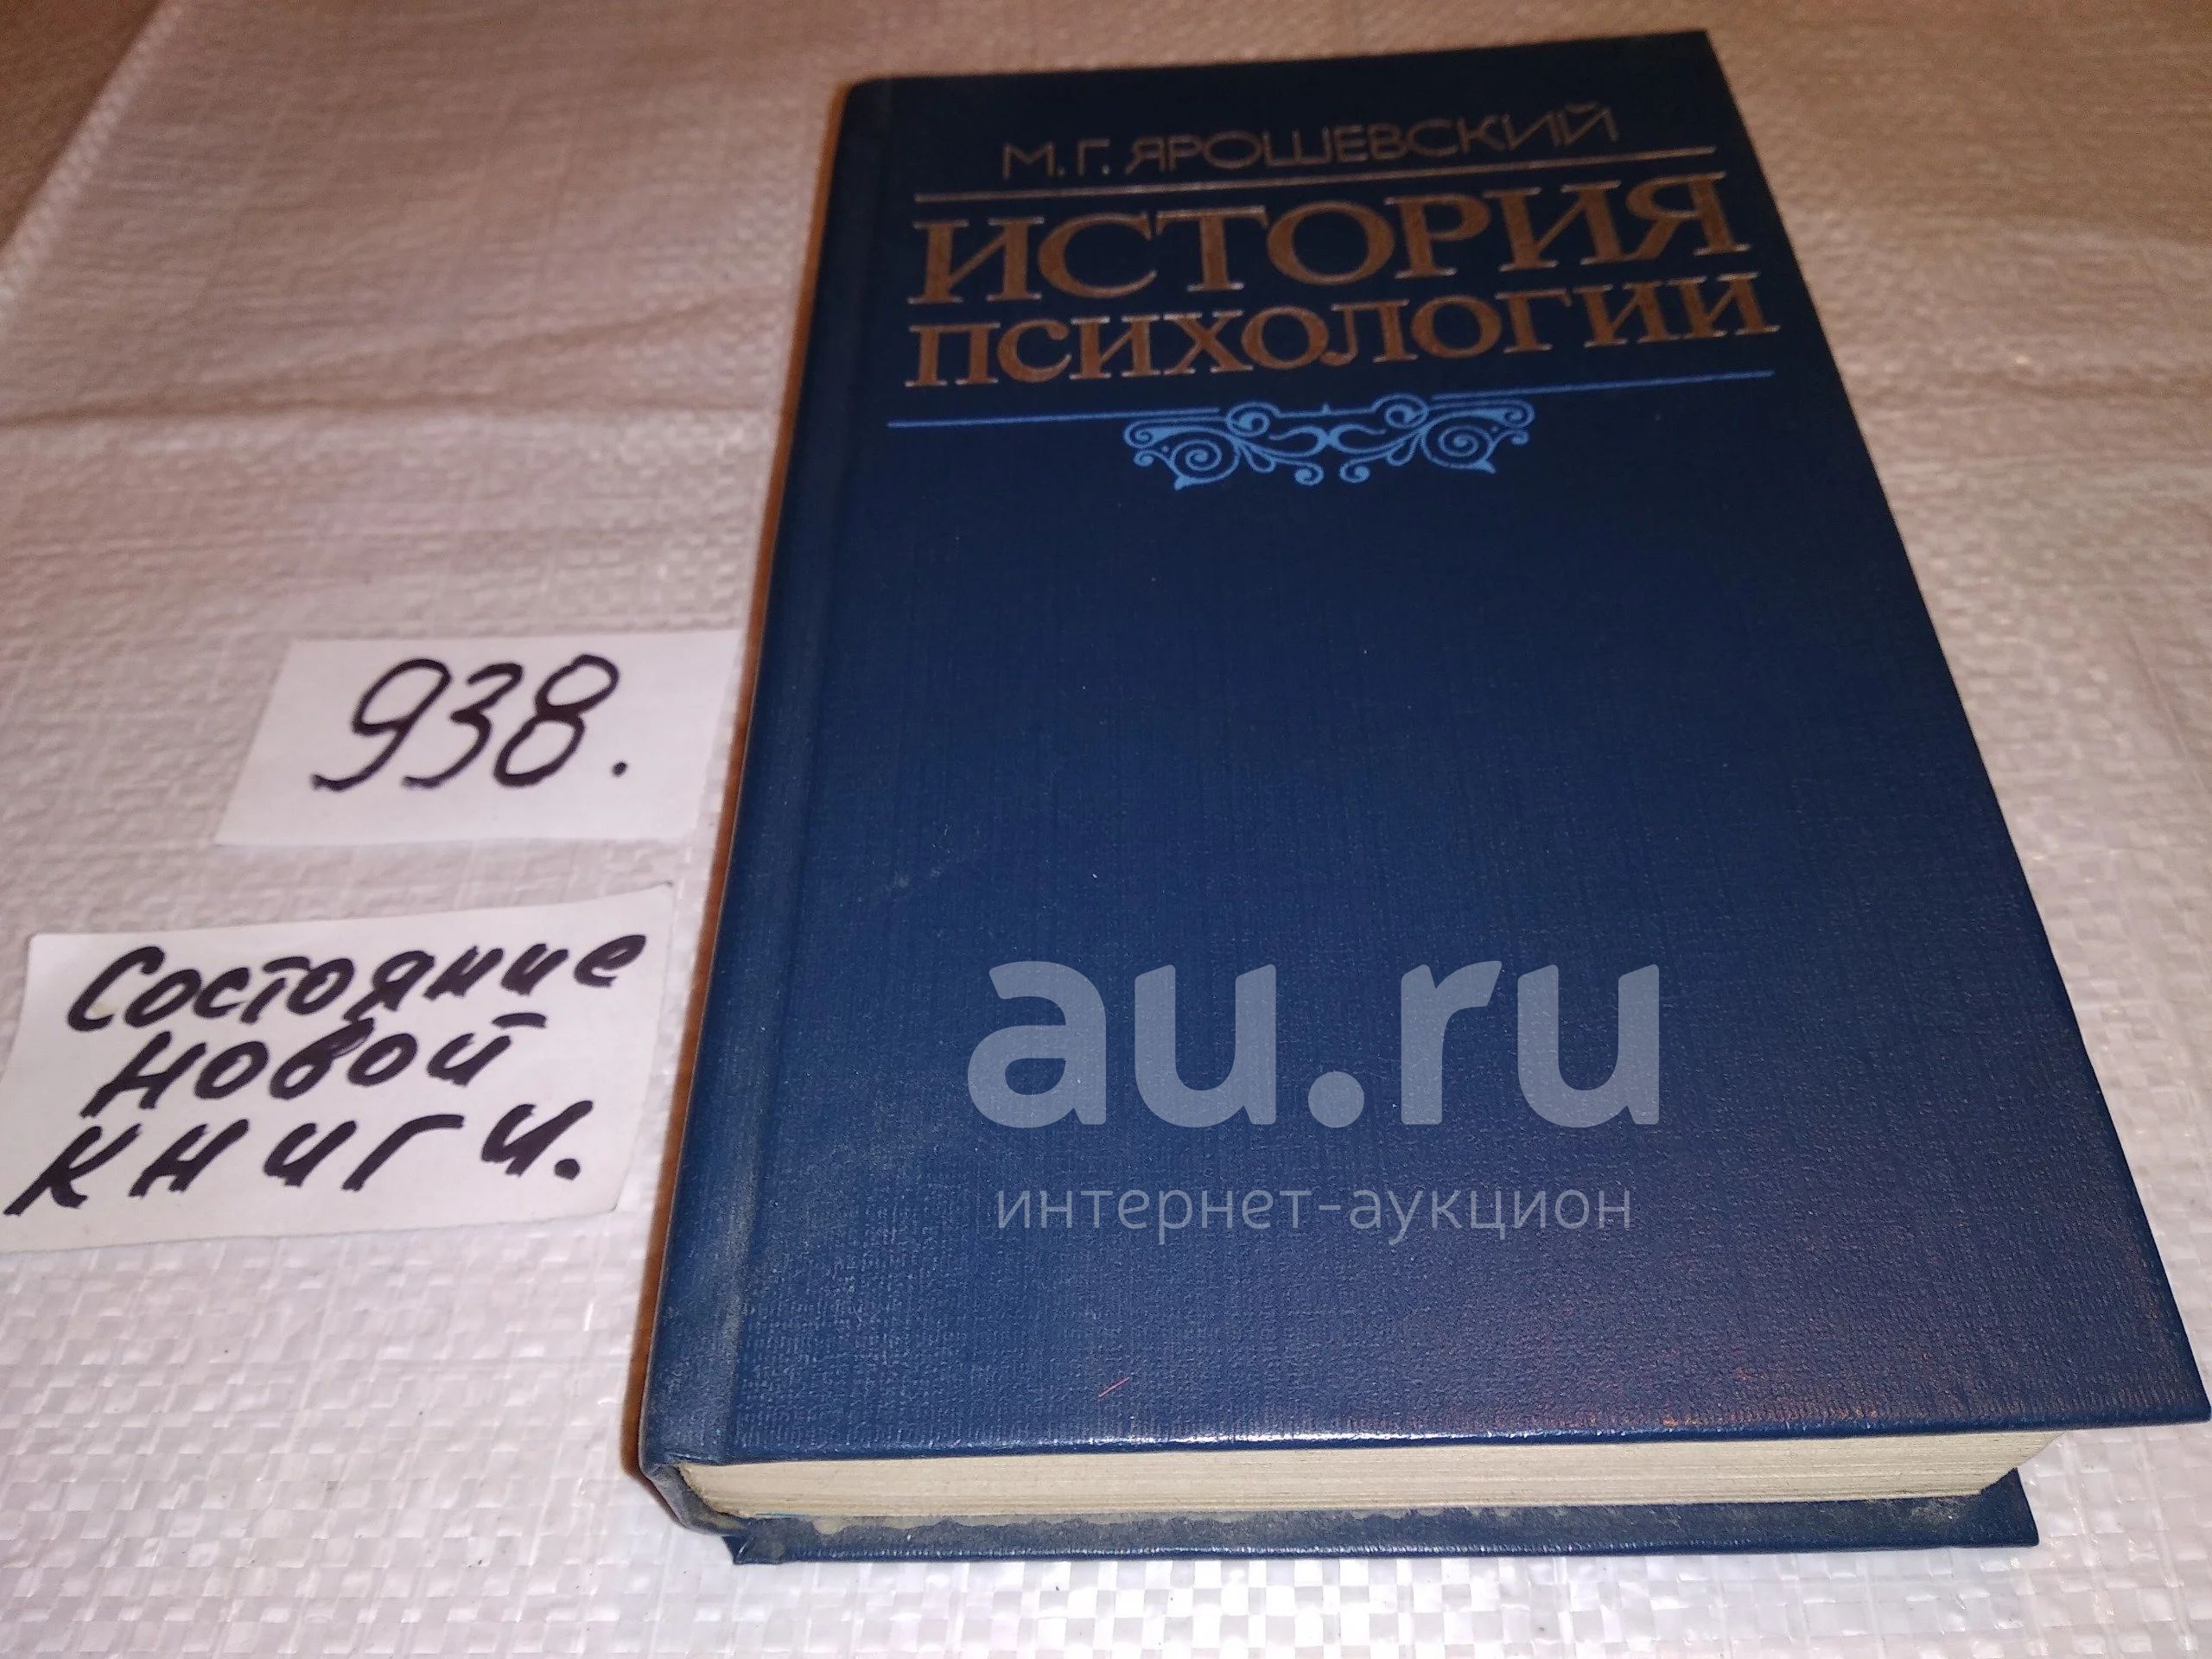 М.Г. ЯРОШЕВСКИЙ
ИСТОРИЯ
ПСИХОЛОГИИ
938.
Состояние
новой
книги.
au.ru
интернет-аукцион